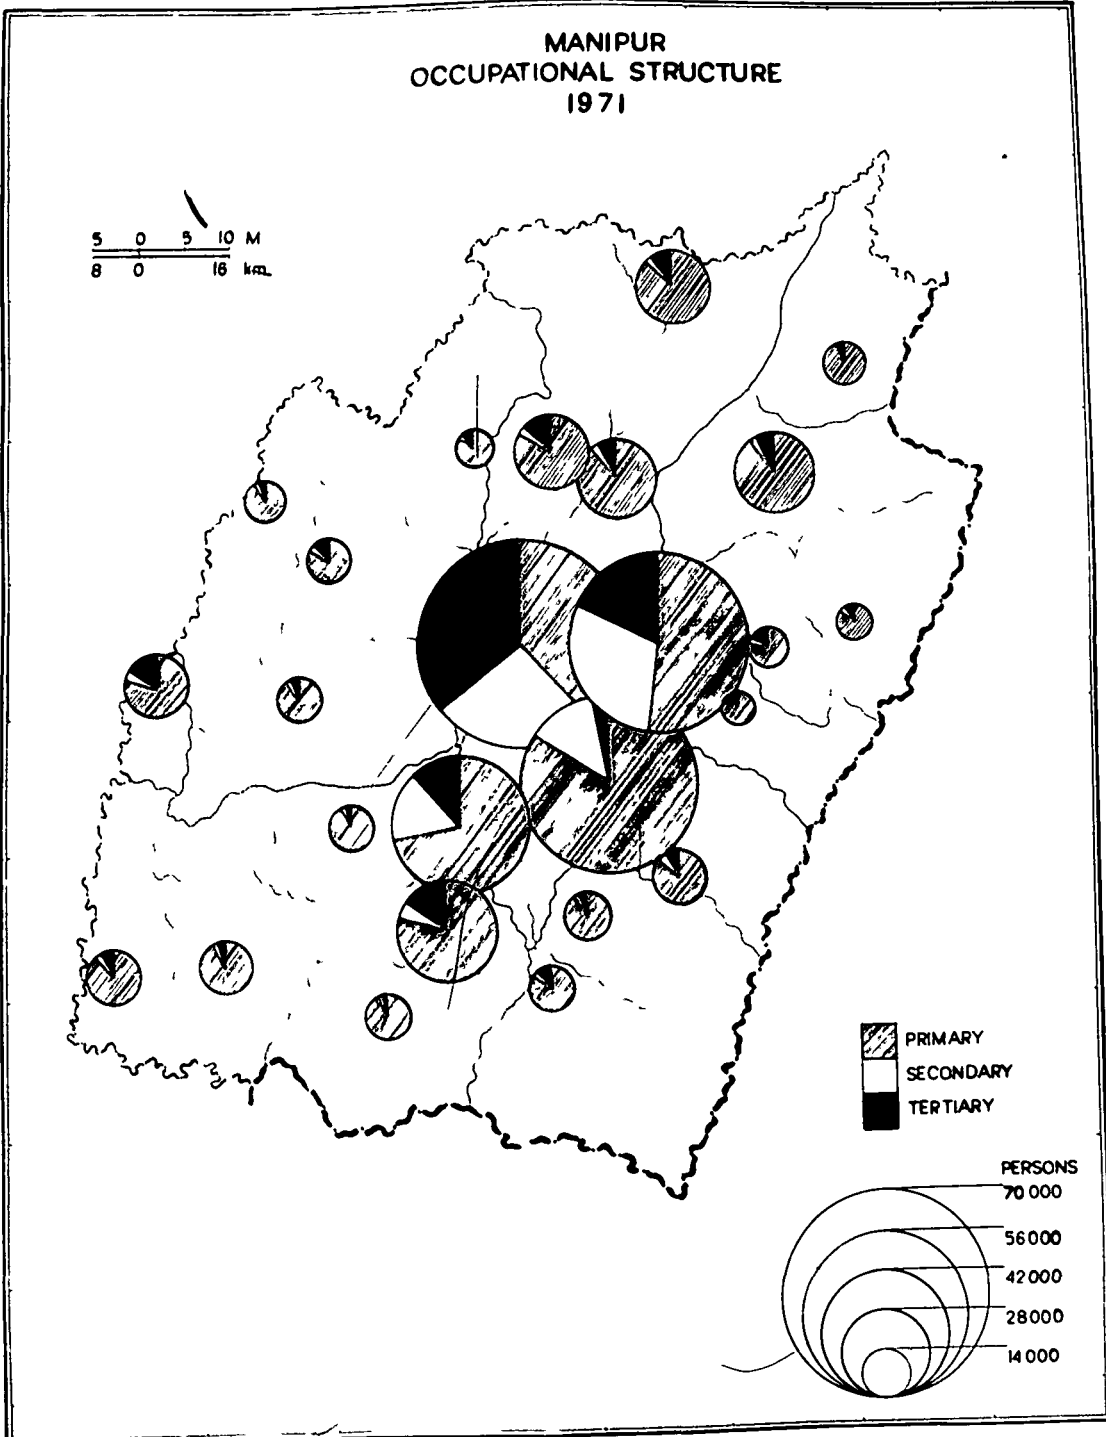 MANIPUR
OCCUPATIONAL STRUCTURE
1971
5 0 5 10 M
8 0 16 km
PRIMARY
SECONDARY
TERTIARY
PERSONS
70 000
56000
42000
28000
14000